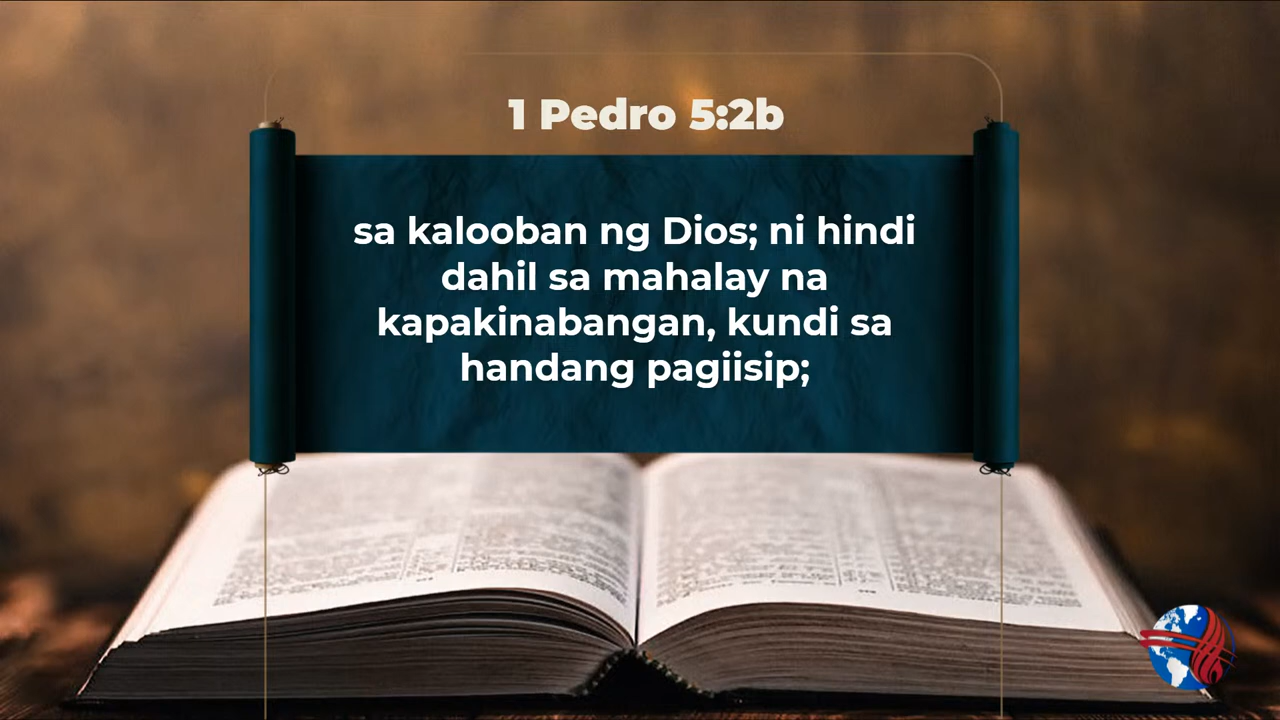 1 Pedro 5:2b
sa kalooban ng Dios; ni hindi
dahil sa mahalay na
kapakinabangan, kundi sa
handang pagiisip;